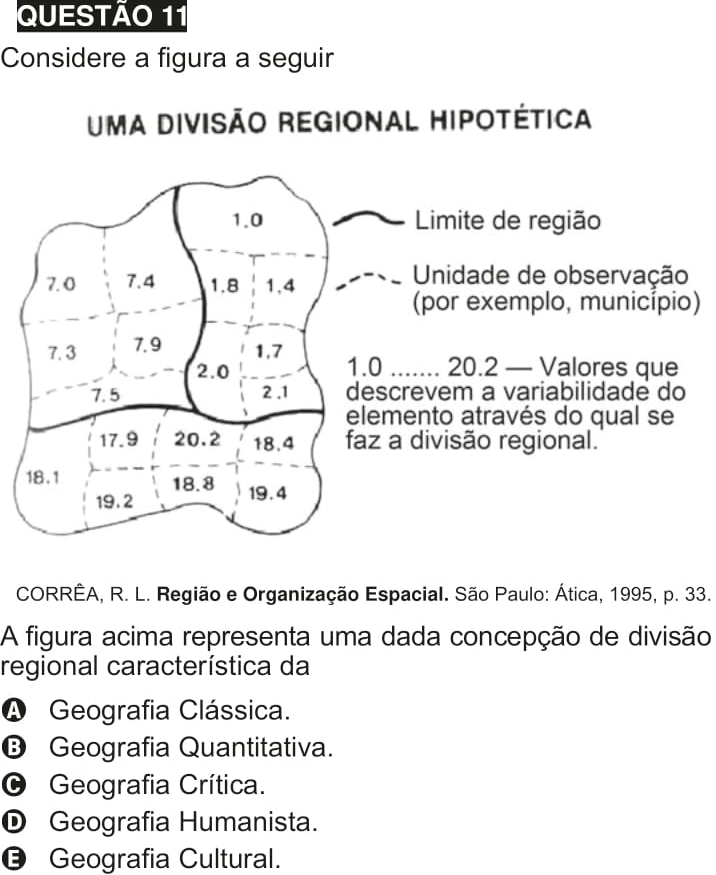 QUESTÃO 11
Considere a figura a seguir
UMA DIVISÃO REGIONAL HIPOTÉTICA
1.0
Limite de região
7.0
7.4
1.8
1.4
Unidade de observação
(por exemplo, município)
7.3
7.9
2.0
1.7
1.0 ....... 20.2 — Valores que
7.5
2.1
descrevem a variabilidade do
elemento através do qual se
17.9
20.2
18.4
faz a divisão regional.
18.1
19.2
18.8
19.4
CORRÊA, R. L. Região e Organização Espacial. São Paulo: Ática, 1995, p. 33.
A figura acima representa uma dada concepção de divisão
regional característica da
A Geografia Clássica.
B Geografia Quantitativa.
C Geografia Crítica.
D Geografia Humanista.
E Geografia Cultural.